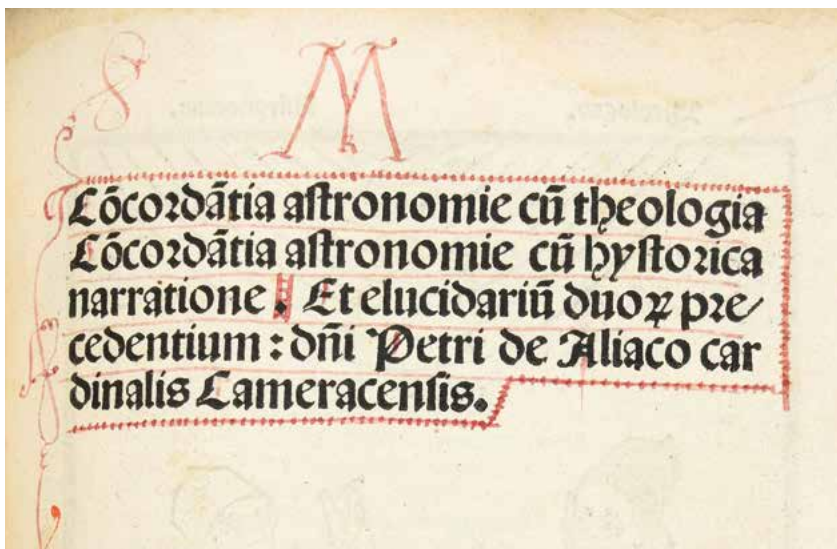 M
Cõcordãtia astronomie cũ theologia
Cõcordãtia astronomie cũ hystorica
narratione . Et elucidariũ duoꝝ pre⸗
cedentium : dñi Petri de Aliaco car
dinalis Cameracensis.